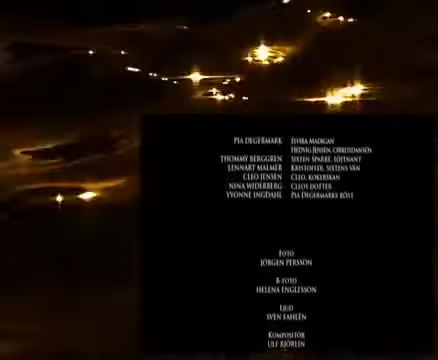 PIA DEGERMARK ELVIRA MADIGAN
HEDVIG JENSEN, CIRKUSDANSÖS
THOMMY BERGGREN SIXTEN SPARRE, LÖJTNANT
LENNART MALMER KRISTOFFER, SIXTENS VÄN
CLEO JENSEN CLEO, KOKERSKAN
NINA WIDERBERG CLEOS DOTTER
YVONNE INGDAHL PIA DEGERMARKS RÖST
FOTO
JÖRGEN PERSSON
B-FOTO
HELENA ENGLESSON
LJUD
SVEN FAHLÉN
KOMPOSITÖR
ULF BJÖRLIN